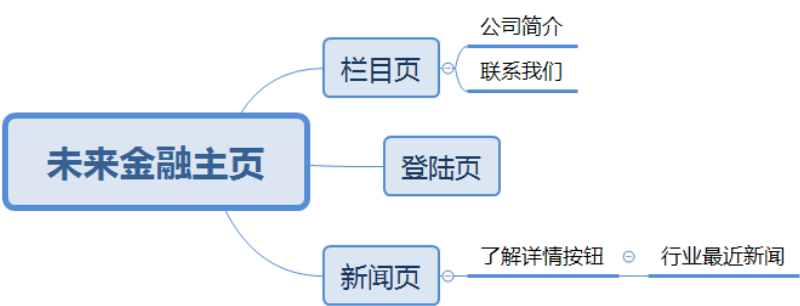 未来金融主页
栏目页
公司简介
联系我们
登陆页
新闻页
了解详情按钮
行业最近新闻